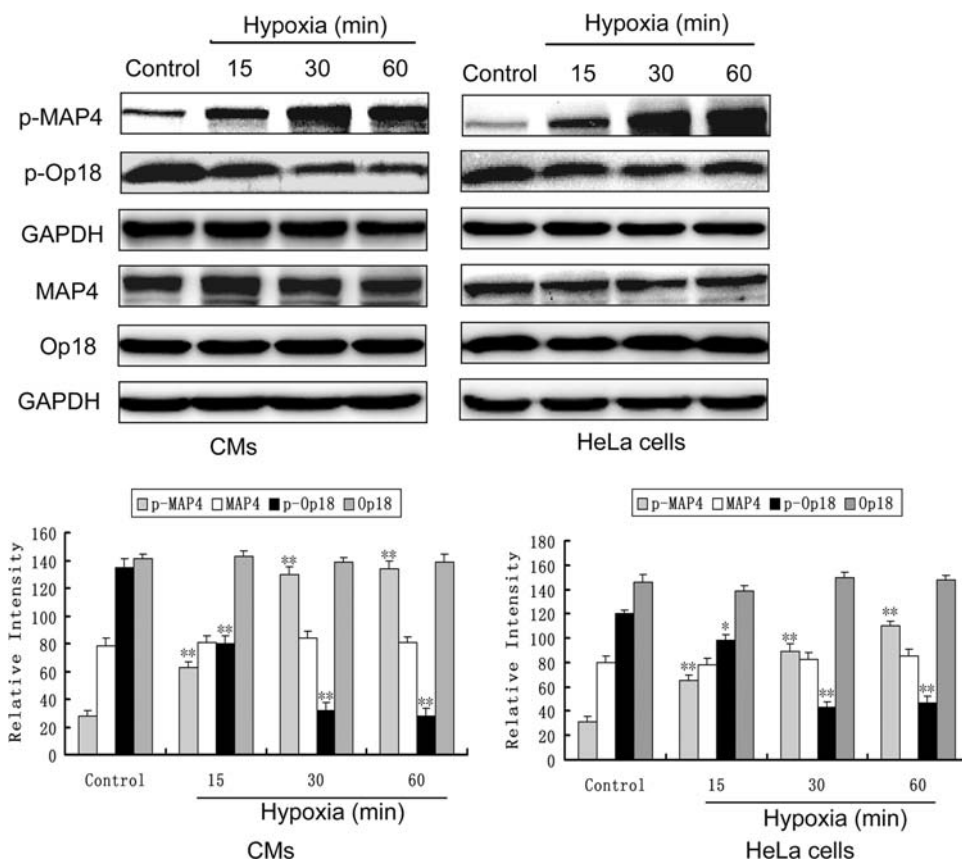 Hypoxia (min)
Control 15 30 60
Hypoxia (min)
Control 15 30 60
p-MAP4
p-Op18
GAPDH
MAP4
Op18
GAPDH
CMs
HeLa cells
p-MAP4 MAP4 p-Op18 Op18
Relative Intensity
160
140
120
100
80
60
40
20
0
** ** ** ** ** **
Control 15 30 60
Hypoxia (min)
CMs
p-MAP4 MAP4 p-Op18 Op18
Relative Intensity
180
160
140
120
100
80
60
40
20
0
** * ** ** ** **
Control 15 30 60
Hypoxia (min)
HeLa cells